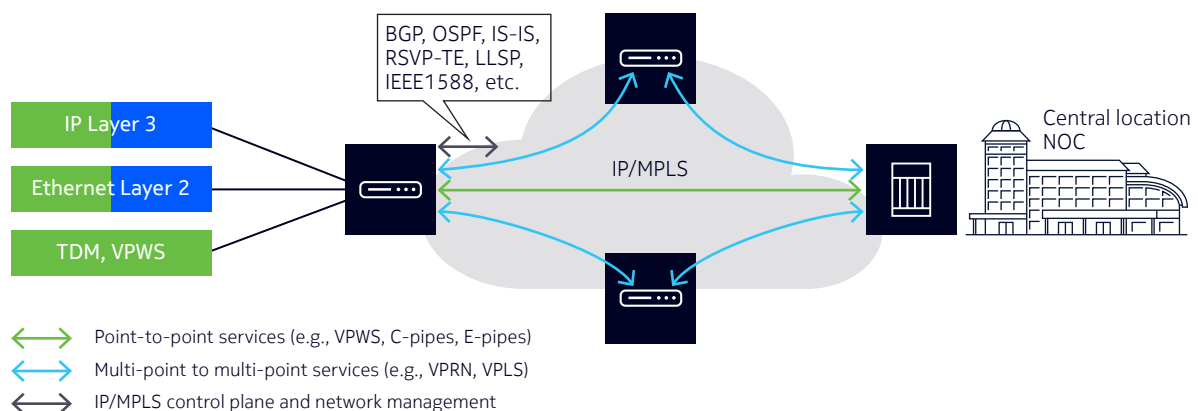 BGP, OSPF, IS-IS,
RSVP-TE, LLSP,
IEEE1588, etc.
IP Layer 3
Ethernet Layer 2
TDM, VPWS
IP/MPLS
Central location
NOC
Point-to-point services (e.g., VPWS, C-pipes, E-pipes)
Multi-point to multi-point services (e.g., VPRN, VPLS)
IP/MPLS control plane and network management